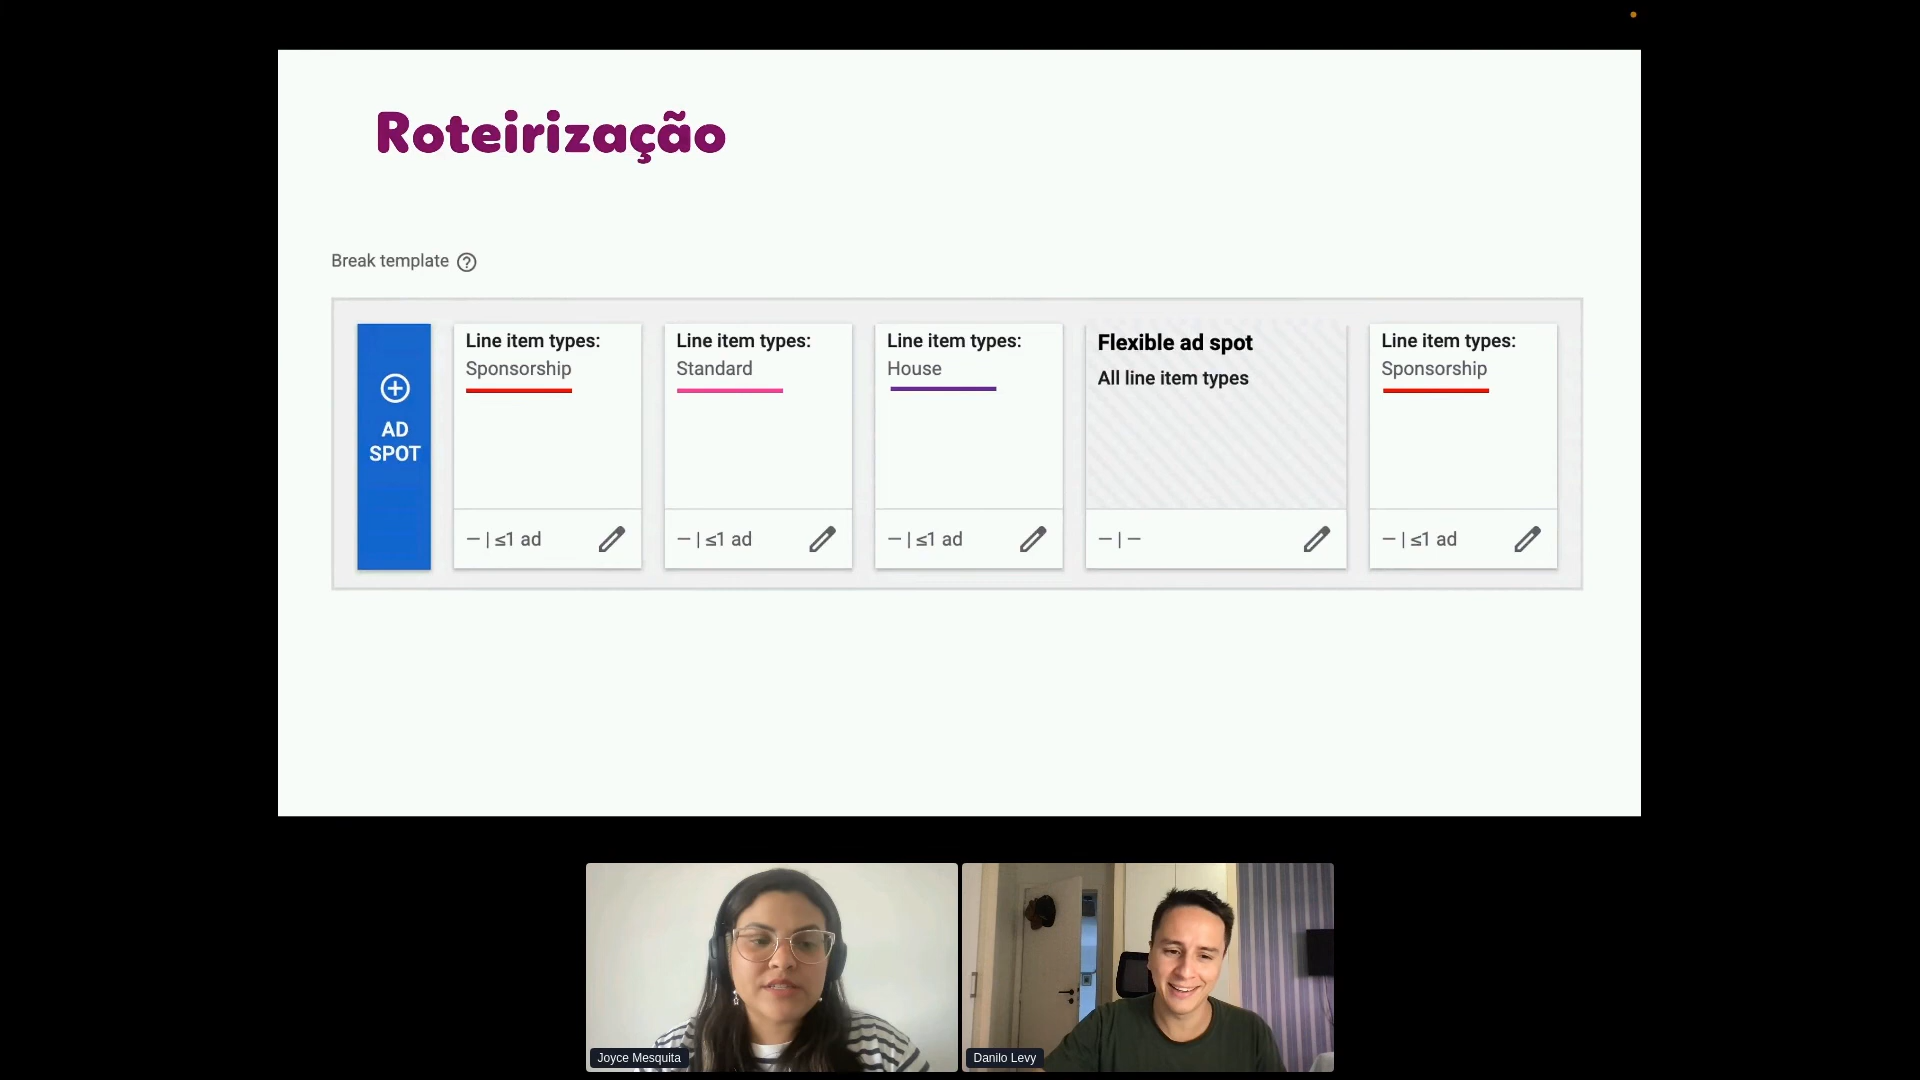 Roteirização
Break template ?
AD
SPOT
Line item types:
Sponsorship
— | ≤1 ad
Line item types:
Standard
— | ≤1 ad
Line item types:
House
— | ≤1 ad
Flexible ad spot
All line item types
— | —
Line item types:
Sponsorship
— | ≤1 ad
Joyce Mesquita
Danilo Levy